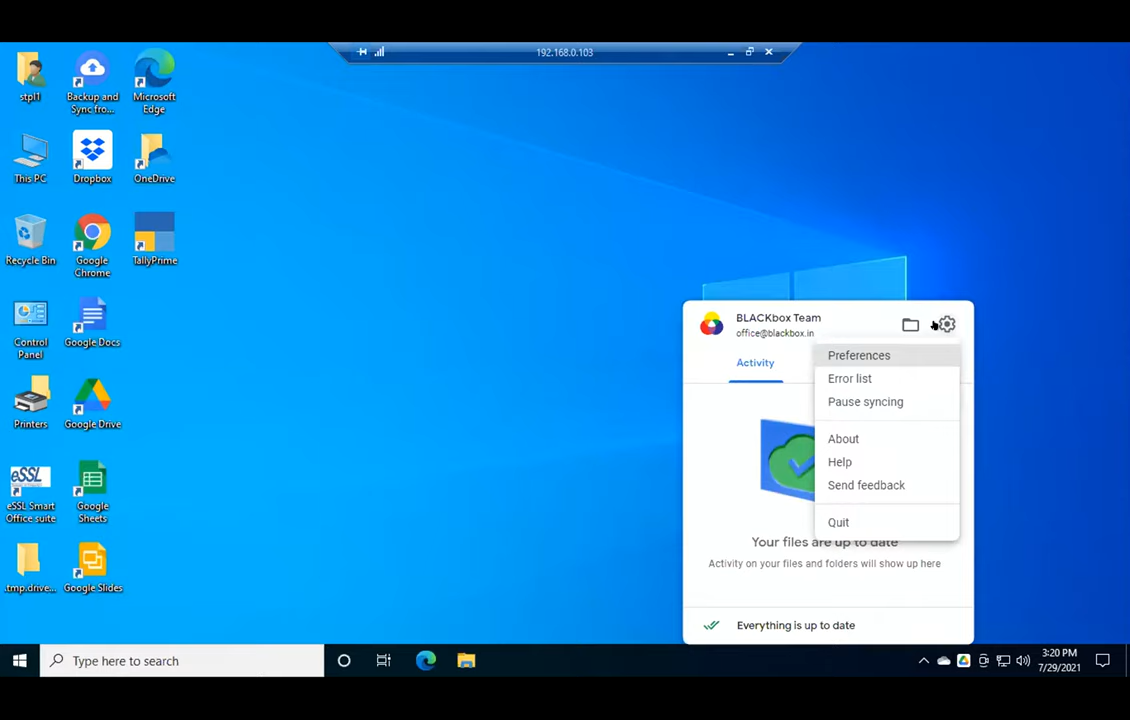 192.168.0.103
stpl1
Backup and
Sync fro...
Microsoft
Edge
This PC
Dropbox
OneDrive
Recycle Bin
Google
Chrome
TallyPrime
Control
Panel
Google Docs
Printers
Google Drive
eSSL
eSSL Smart
Office suite
Google
Sheets
.tmp.drive...
Google Slides
BLACKbox Team
office@blackbox.in
Activity
Preferences
Error list
Pause syncing
About
Help
Send feedback
Quit
Your files are up to date
Activity on your files and folders will show up here
Everything is up to date
Type here to search
3:20 PM
7/29/2021